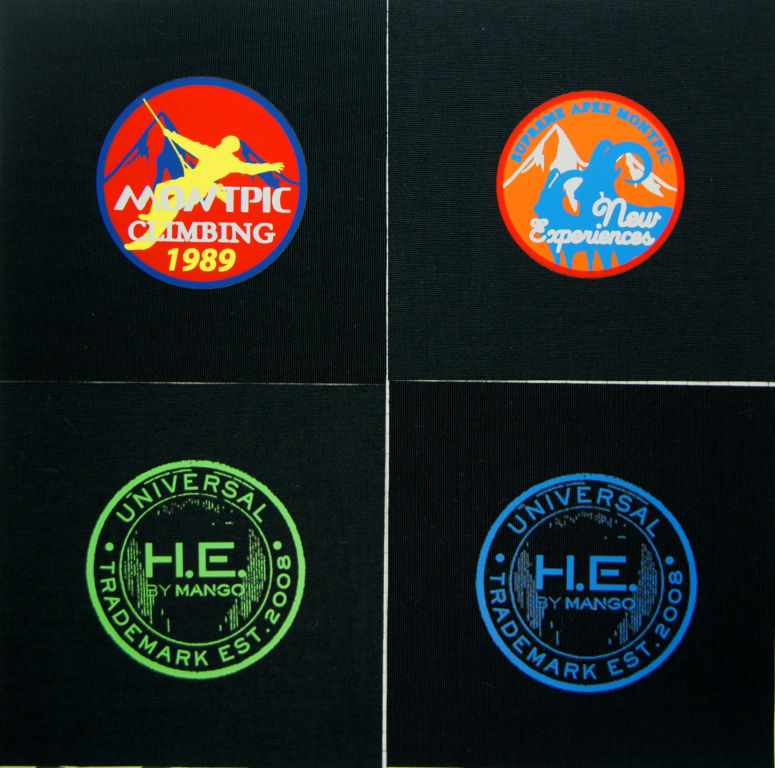 MONTPIC
CLIMBING
1989
SUPREME APEX MONTPIC
New
Experiences
UNIVERSAL
H.E.
BY MANGO
TRADEMARK EST. 2008
UNIVERSAL
H.E.
BY MANGO
TRADEMARK EST. 2008